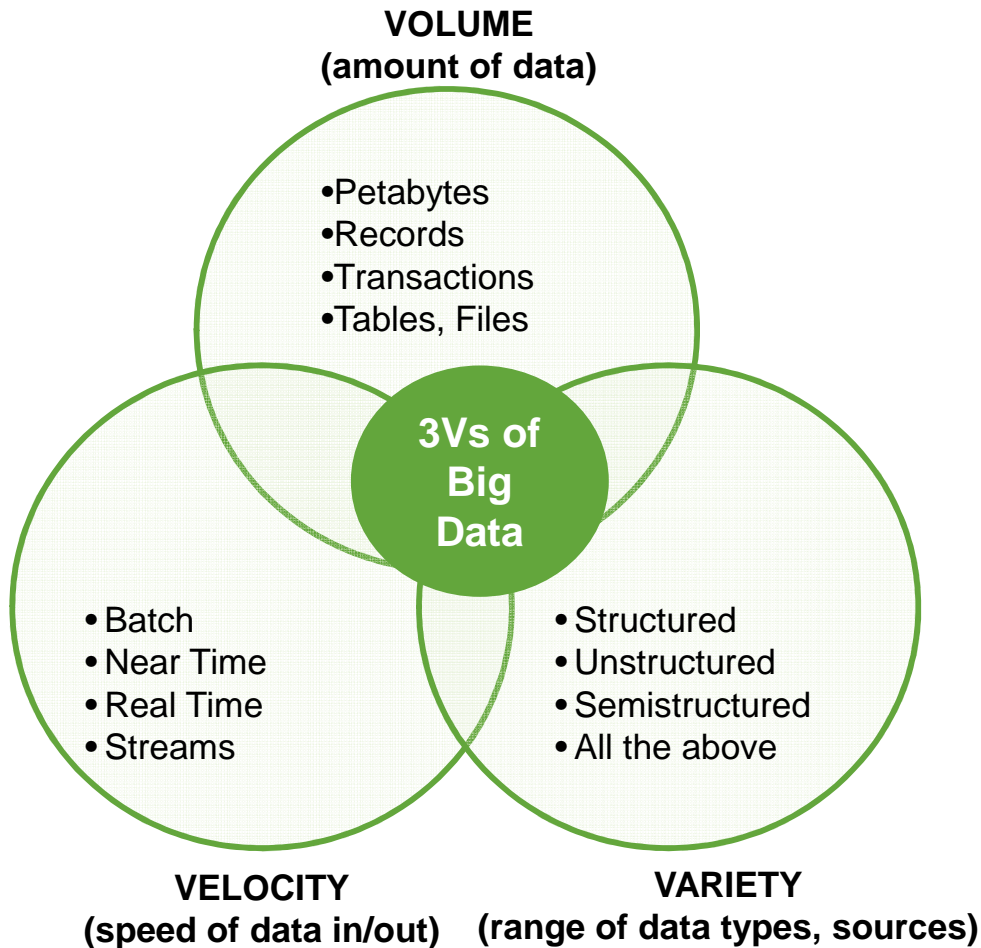 VOLUME
(amount of data)
•Petabytes
•Records
•Transactions
•Tables, Files
3Vs of
Big
Data
• Batch
• Near Time
• Real Time
• Streams
• Structured
• Unstructured
• Semistructured
• All the above
VELOCITY
(speed of data in/out)
VARIETY
(range of data types, sources)